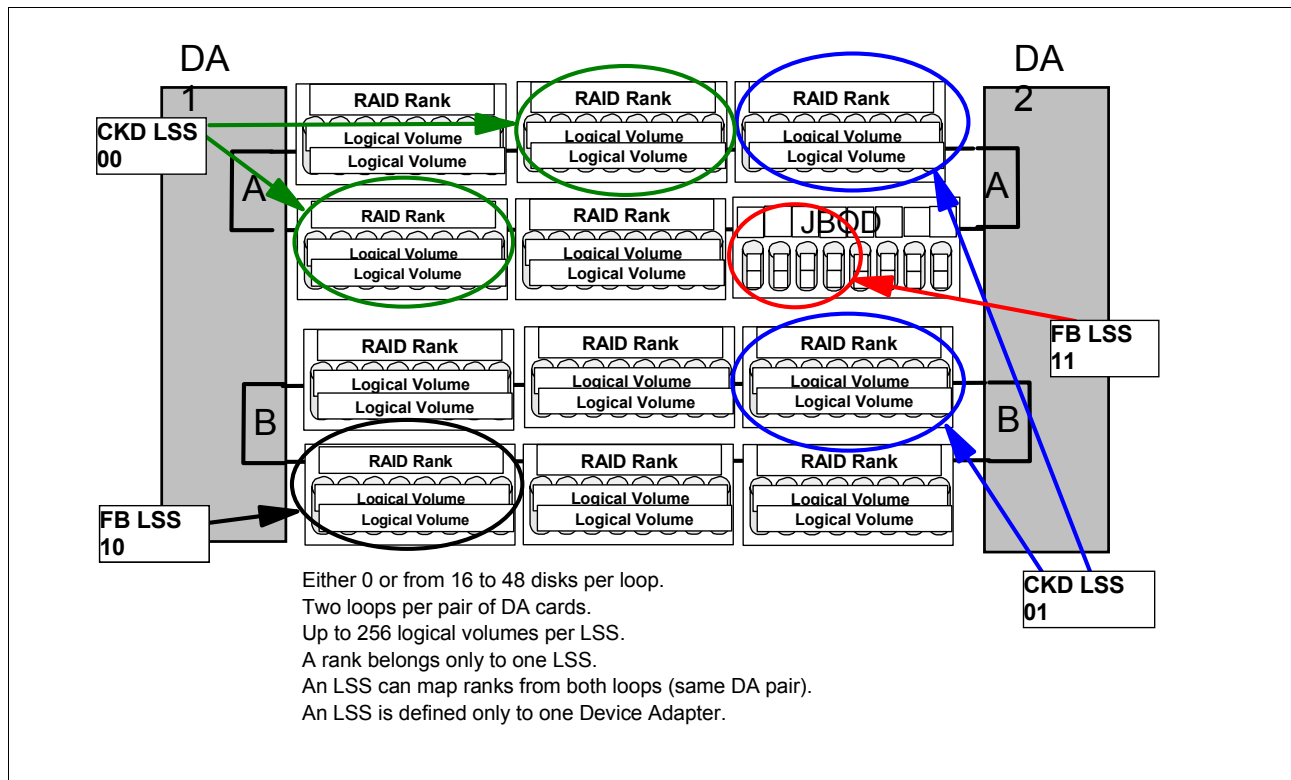 DA
1
DA
2
CKD LSS
00
RAID Rank
Logical Volume
Logical Volume
RAID Rank
Logical Volume
Logical Volume
RAID Rank
Logical Volume
Logical Volume
A
A
RAID Rank
Logical Volume
Logical Volume
RAID Rank
Logical Volume
Logical Volume
JBOD
FB LSS
11
RAID Rank
Logical Volume
Logical Volume
RAID Rank
Logical Volume
Logical Volume
RAID Rank
Logical Volume
Logical Volume
B
B
RAID Rank
Logical Volume
Logical Volume
RAID Rank
Logical Volume
Logical Volume
RAID Rank
Logical Volume
Logical Volume
FB LSS
10
CKD LSS
01
Either 0 or from 16 to 48 disks per loop.
Two loops per pair of DA cards.
Up to 256 logical volumes per LSS.
A rank belongs only to one LSS.
An LSS can map ranks from both loops (same DA pair).
An LSS is defined only to one Device Adapter.